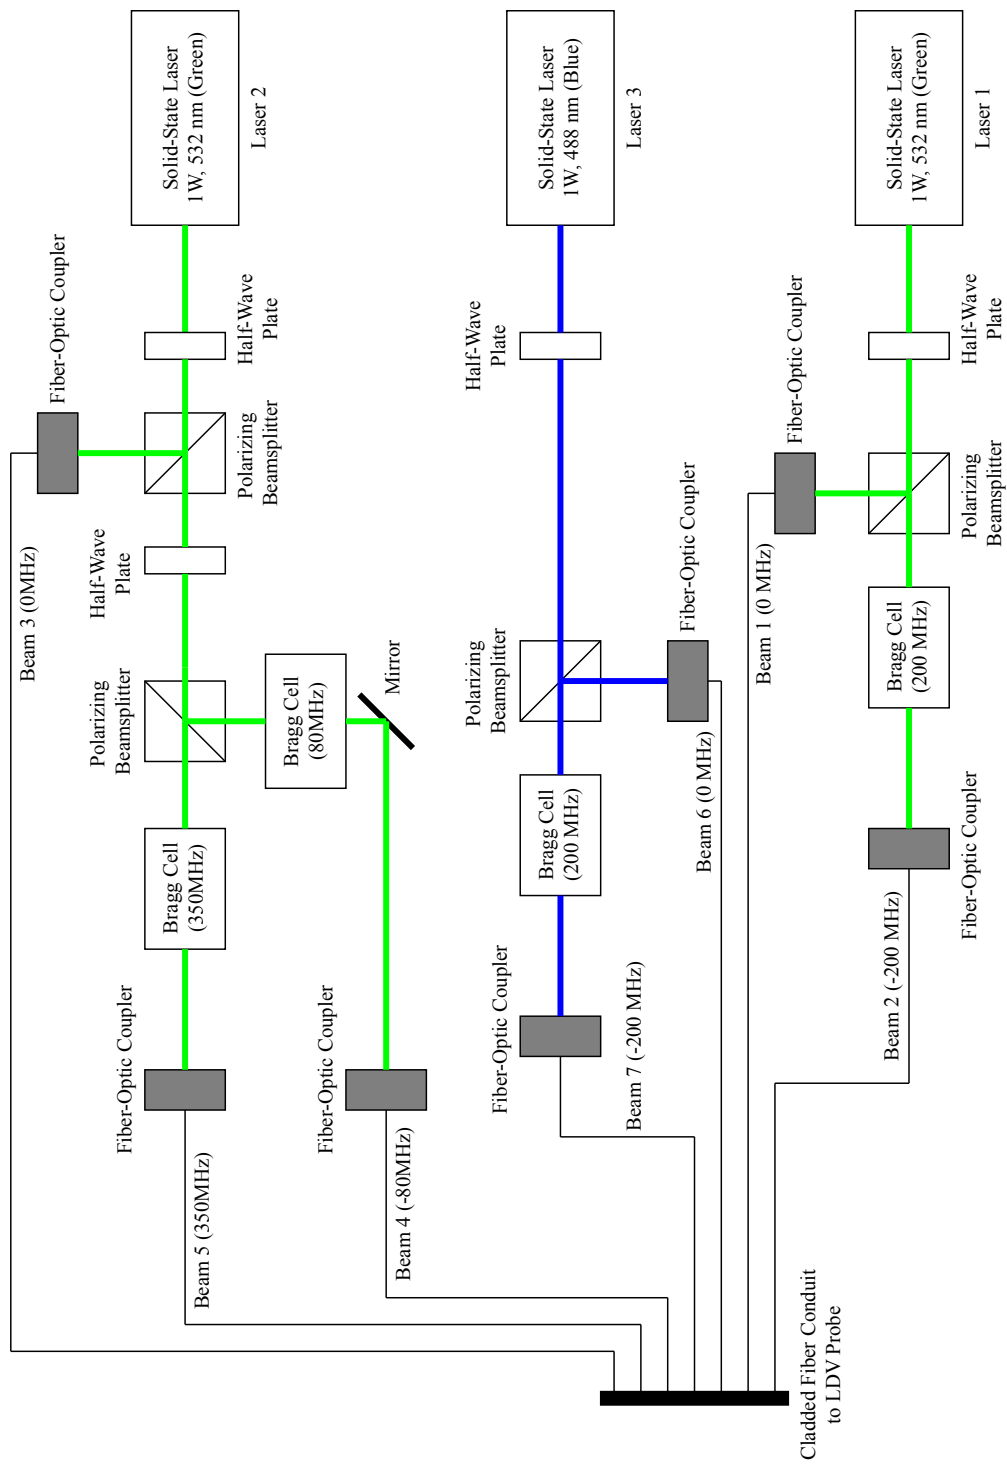 Solid-State Laser
1W, 532 nm (Green)
Laser 2
Fiber-Optic Coupler
Half-Wave
Plate
Polarizing
Beamsplitter
Beam 3 (0MHz)
Half-Wave
Plate
Polarizing
Beamsplitter
Bragg Cell
(80MHz)
Mirror
Bragg Cell
(350MHz)
Fiber-Optic Coupler
Beam 5 (350MHz)
Fiber-Optic Coupler
Beam 4 (-80MHz)
Solid-State Laser
1W, 488 nm (Blue)
Laser 3
Half-Wave
Plate
Polarizing
Beamsplitter
Fiber-Optic Coupler
Beam 6 (0 MHz)
Bragg Cell
(200 MHz)
Fiber-Optic Coupler
Beam 7 (-200 MHz)
Solid-State Laser
1W, 532 nm (Green)
Laser 1
Half-Wave
Plate
Fiber-Optic Coupler
Polarizing
Beamsplitter
Beam 1 (0 MHz)
Bragg Cell
(200 MHz)
Fiber-Optic Coupler
Beam 2 (-200 MHz)
Cladded Fiber Conduit
to LDV Probe